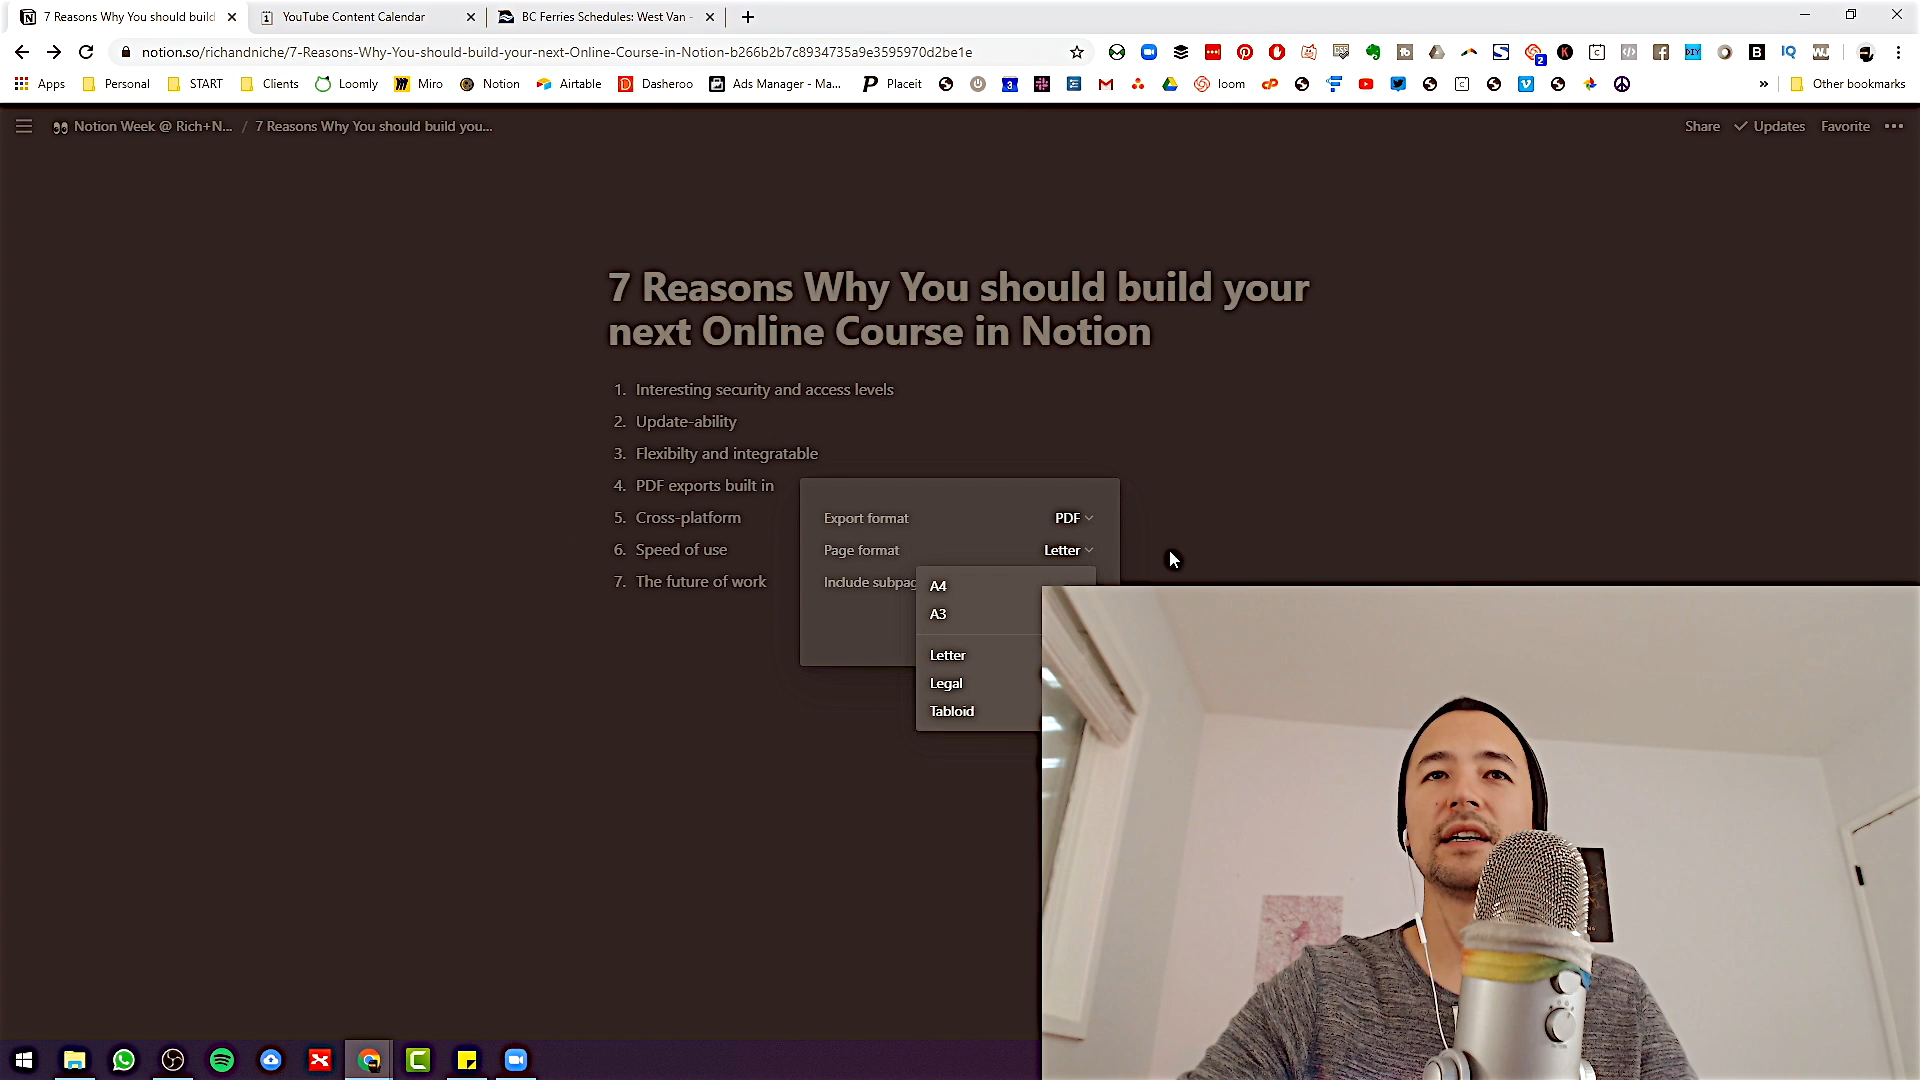 7 Reasons Why You should build
YouTube Content Calendar
BC Ferries Schedules: West Van -
notion.so/richandniche/7-Reasons-Why-You-should-build-your-next-Online-Course-in-Notion-b266b2b7c8934735a9e3595970d2be1e
Apps Personal START Clients Loomly Miro Notion Airtable Dasheroo Ads Manager - Ma... Placeit loom Other bookmarks
Notion Week @ Rich+N... / 7 Reasons Why You should build you...
Share Updates Favorite
7 Reasons Why You should build your
next Online Course in Notion
1. Interesting security and access levels
2. Update-ability
3. Flexibilty and integratable
4. PDF exports built in
5. Cross-platform
6. Speed of use
7. The future of work
Export format PDF
Page format Letter
Include subpag
A4
A3
Letter
Legal
Tabloid